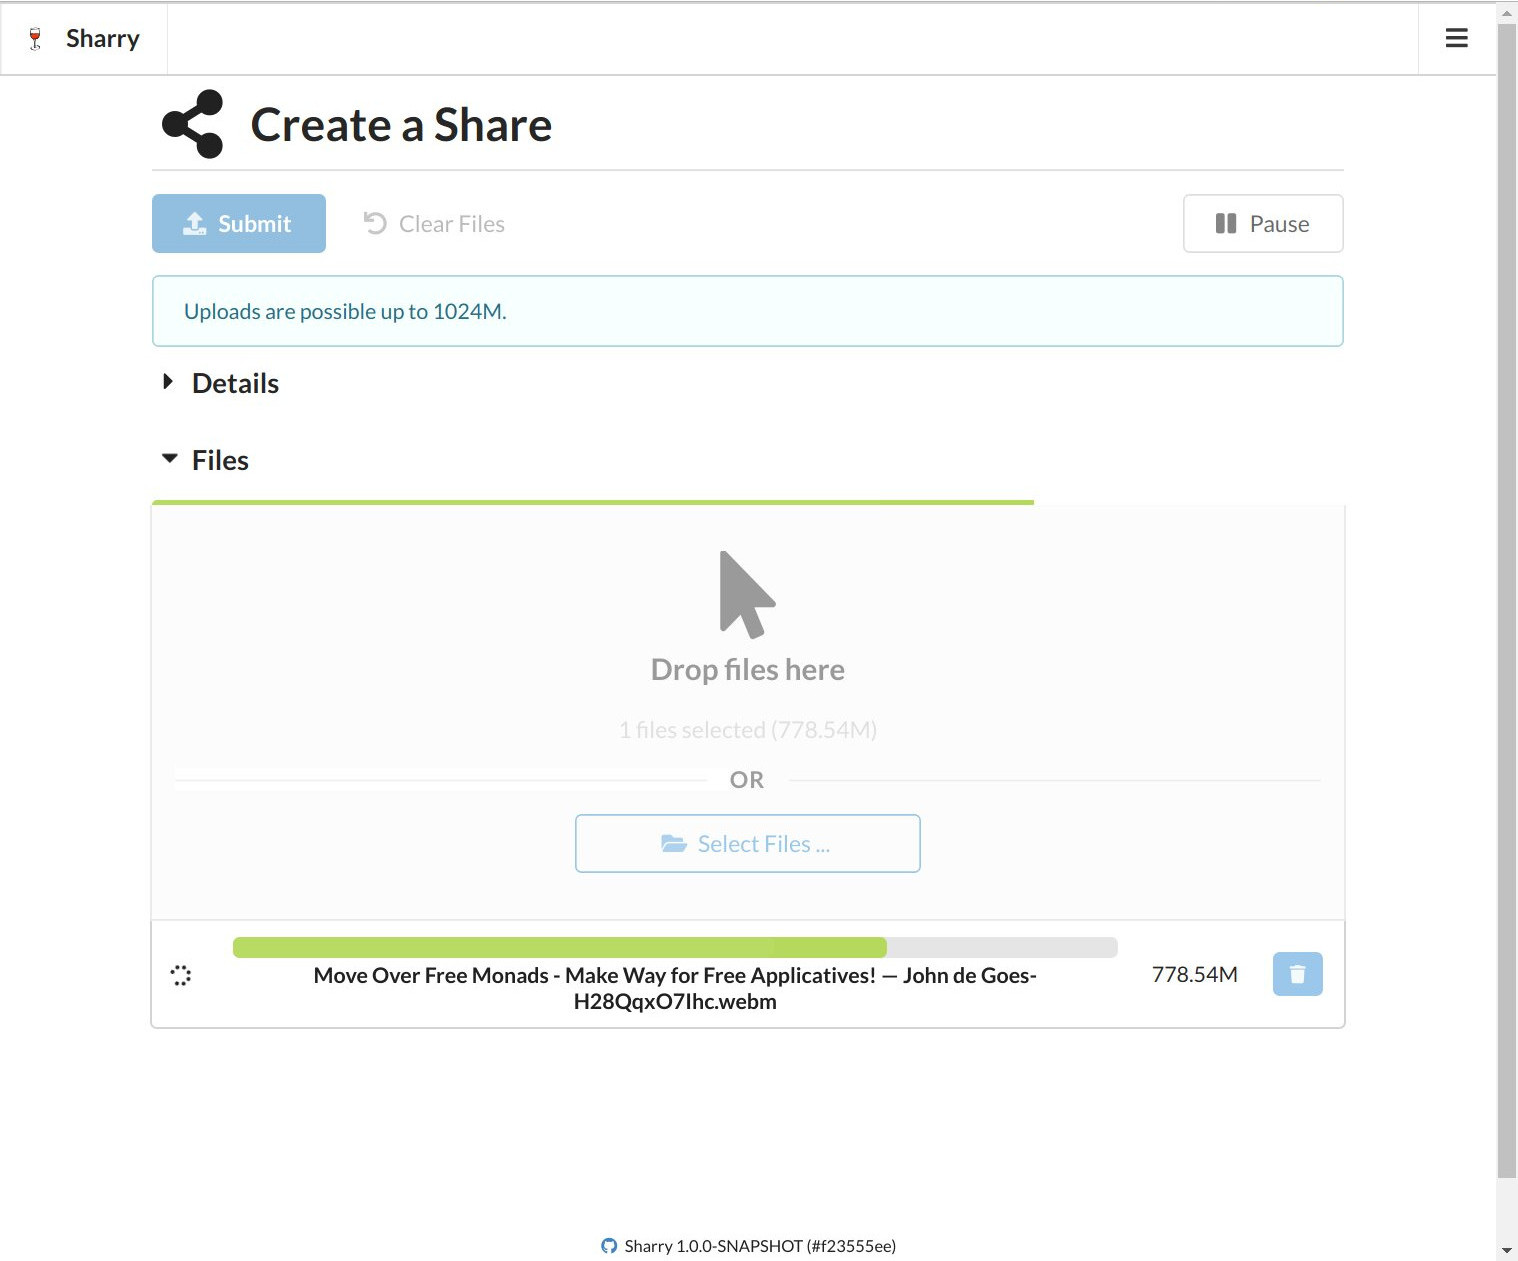 Sharry
Create a Share
Submit
Clear Files
Pause
Uploads are possible up to 1024M.
Details
Files
Drop files here
1 files selected (778.54M)
OR
Select Files ...
Move Over Free Monads - Make Way for Free Applicatives! — John de Goes-
H28QqxO7Ihc.webm
778.54M
Sharry 1.0.0-SNAPSHOT (#f23555ee)